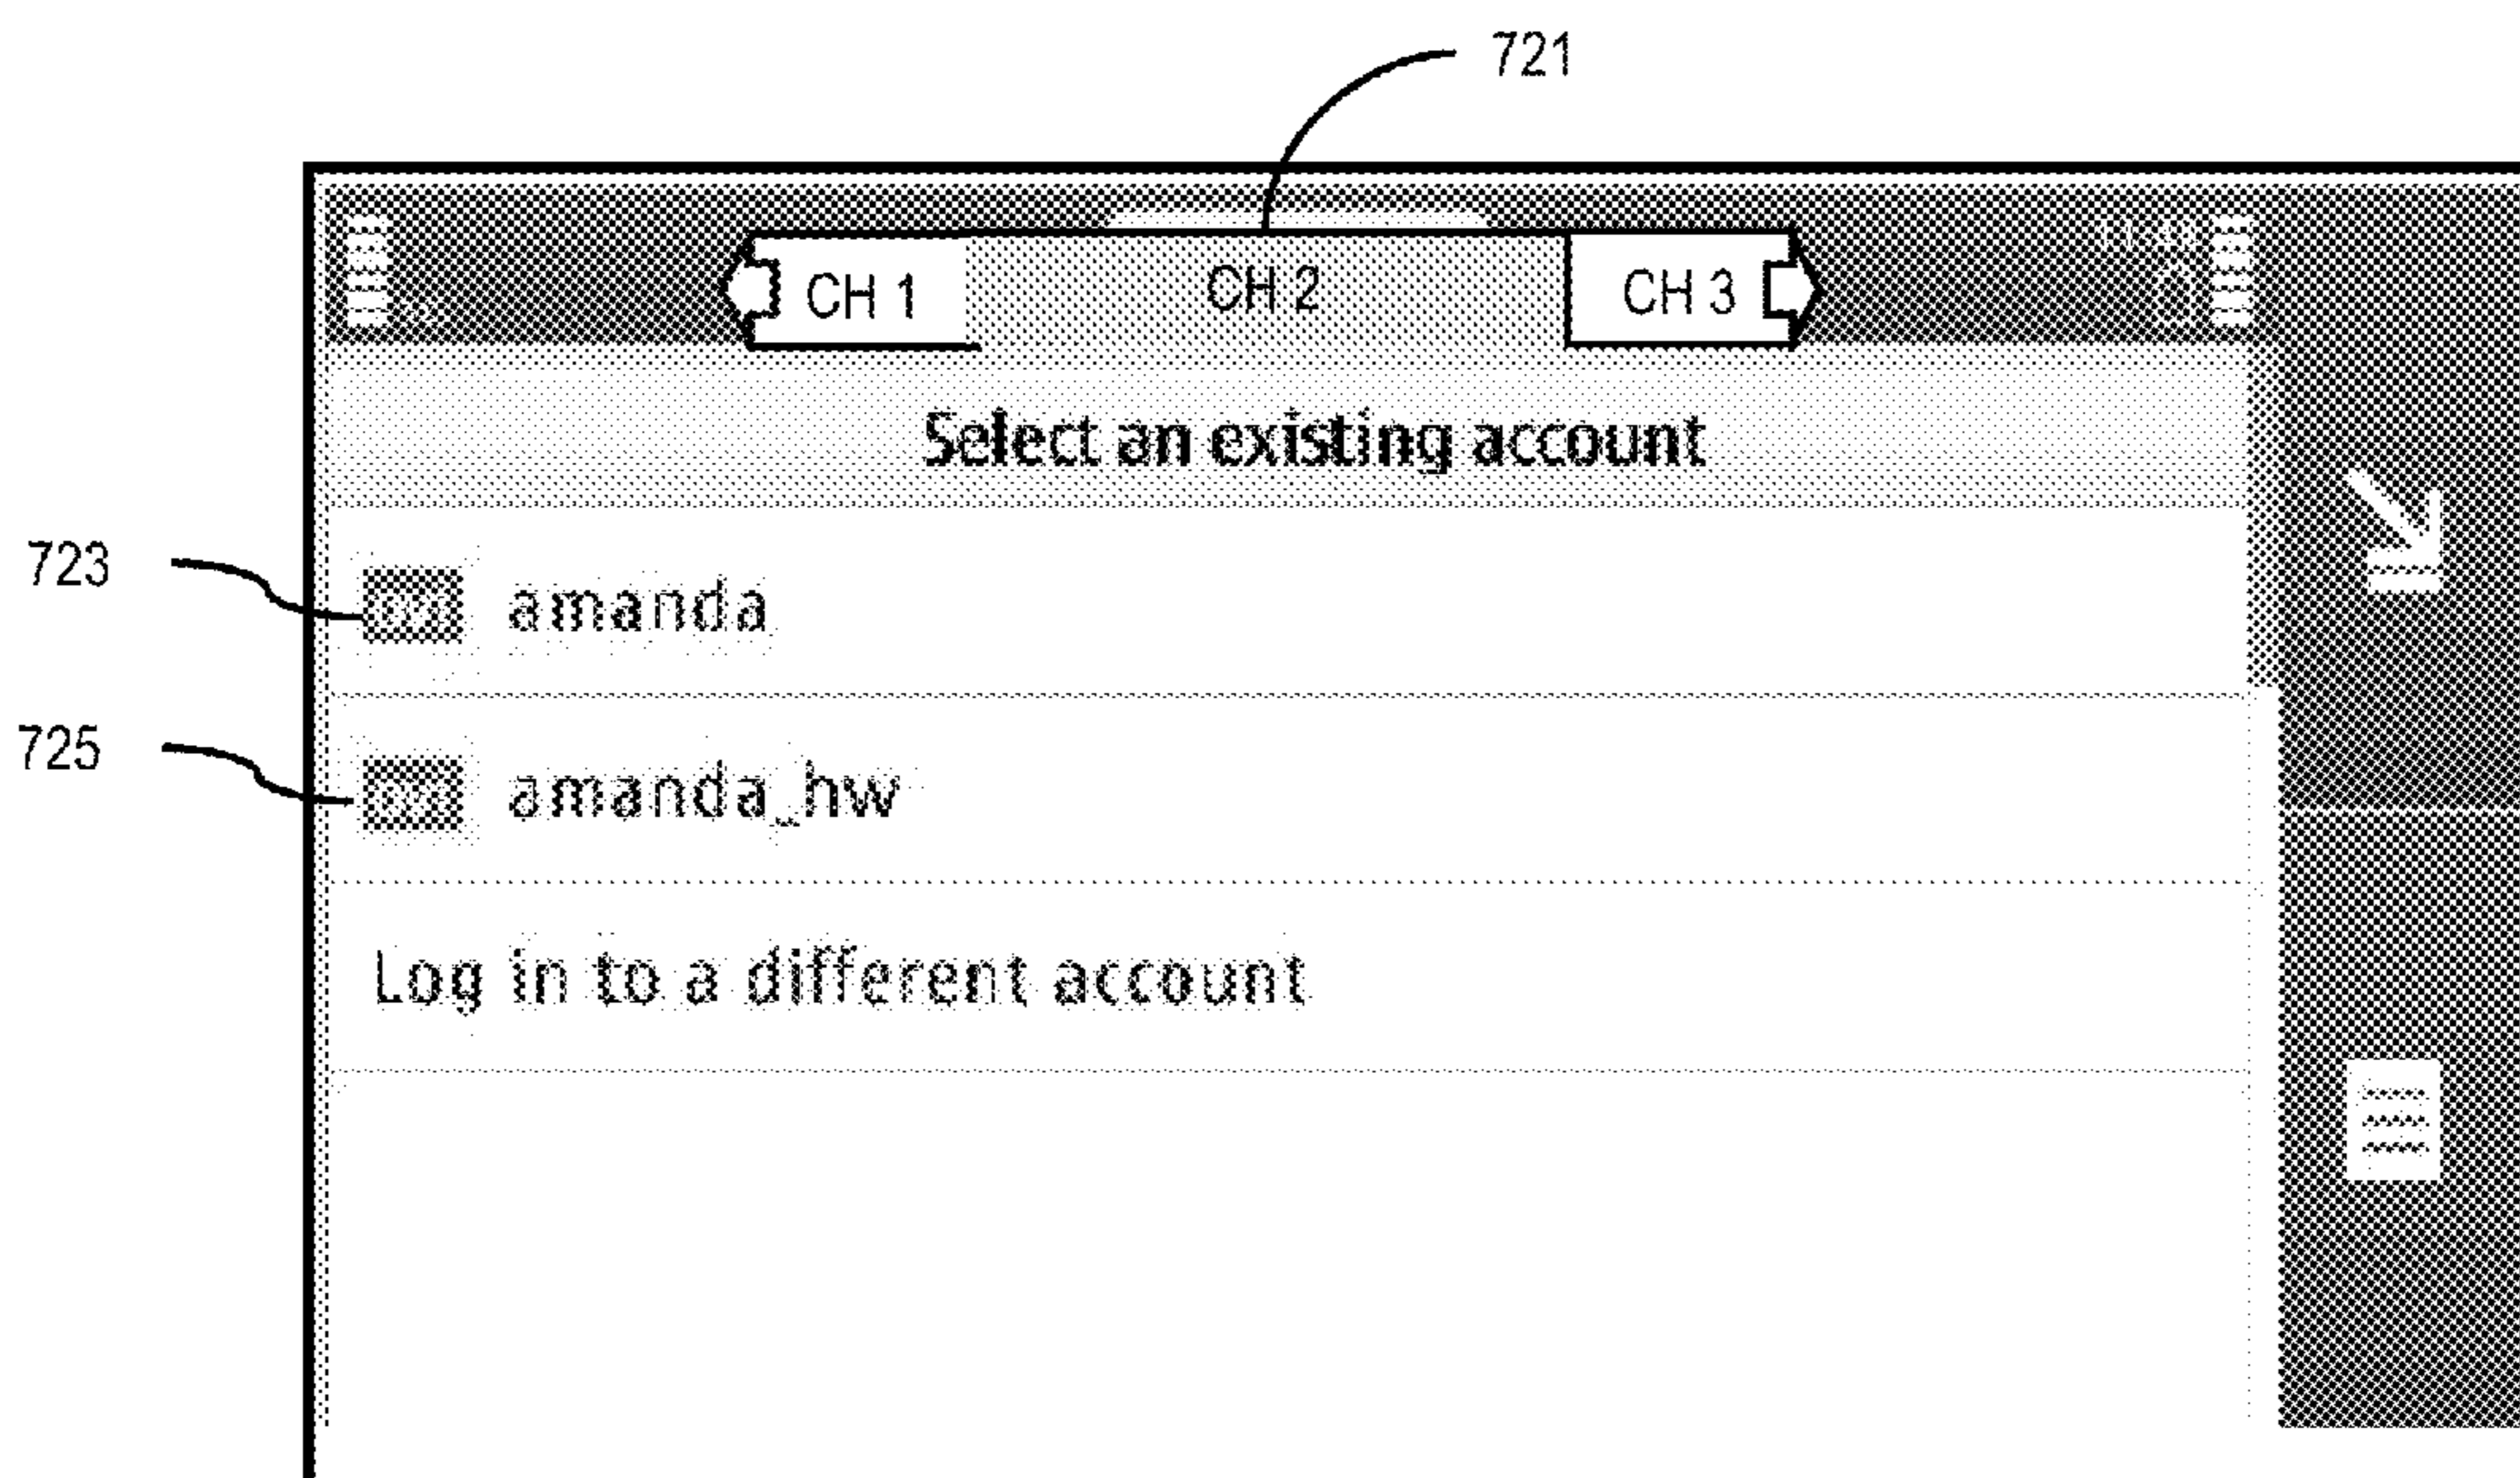 721
CH 1 CH 2 CH 3
Select an existing account
723
amanda
725
amanda_hw
Log in to a different account